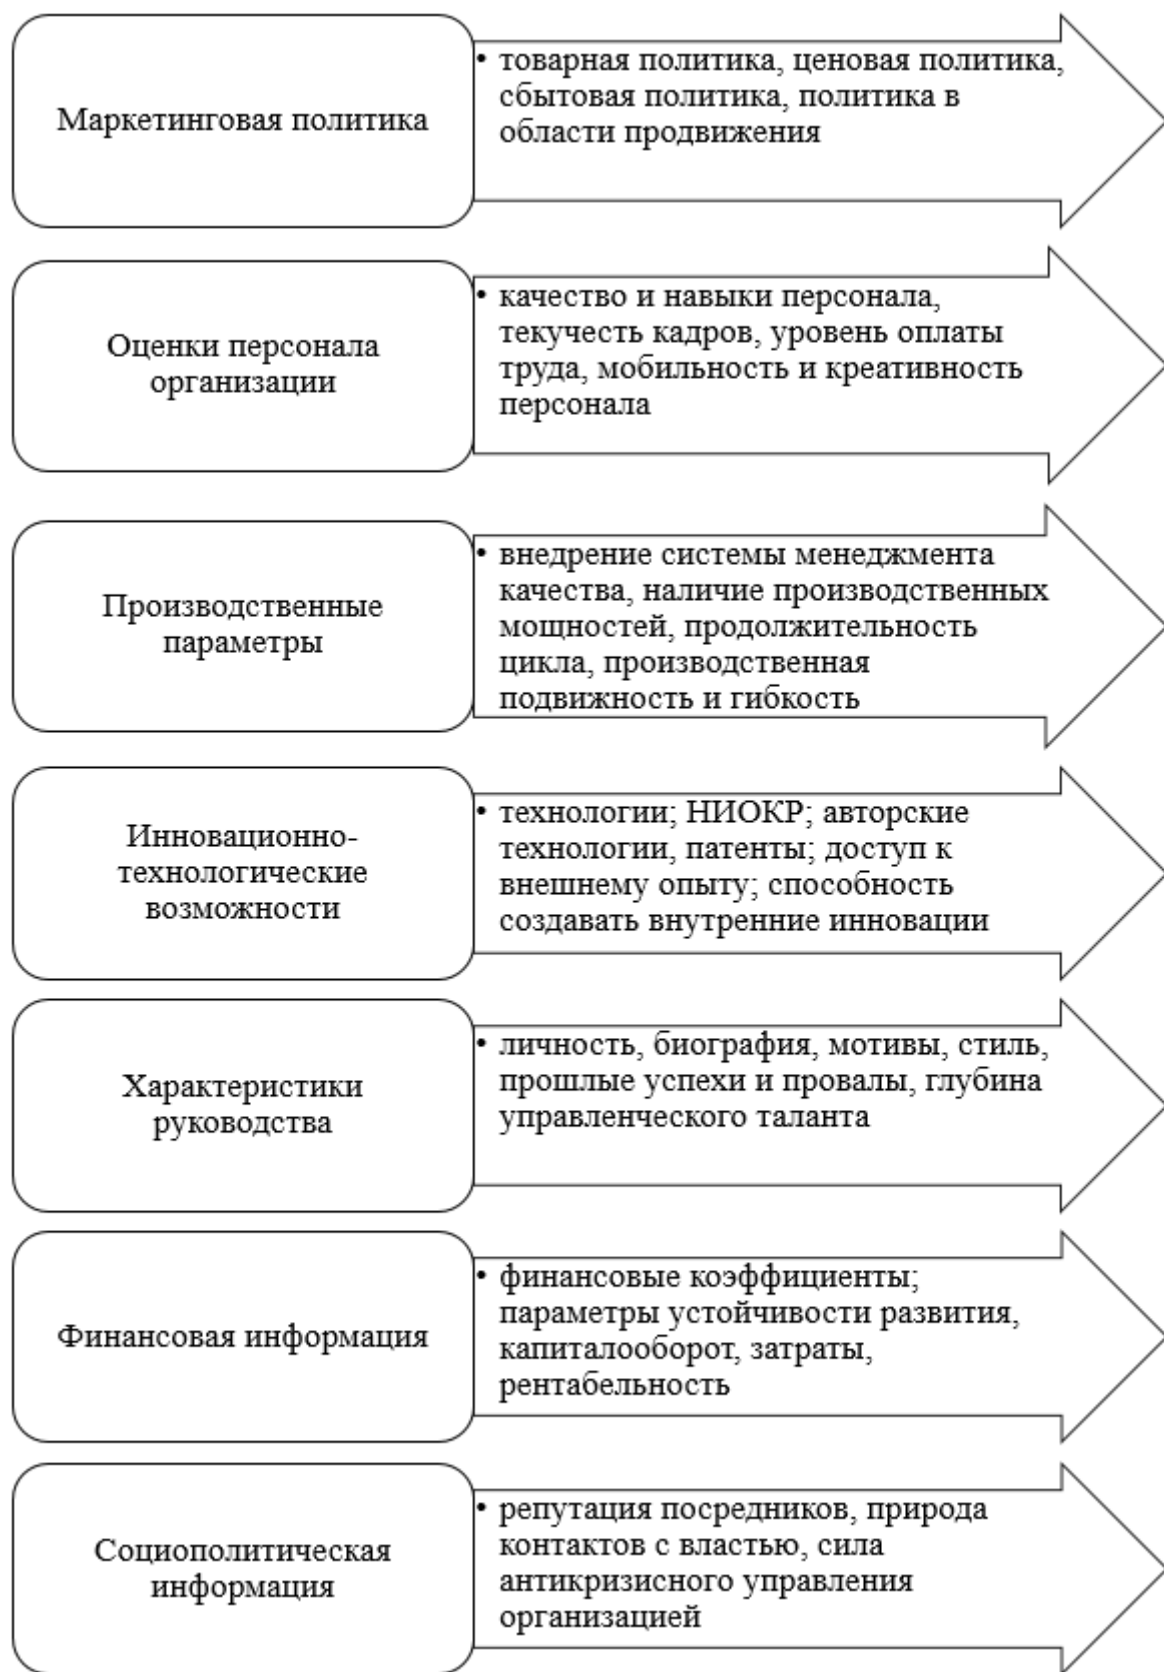 Маркетинговая политика
• товарная политика, ценовая политика,
сбытовая политика, политика в
области продвижения
Оценки персонала
организации
• качество и навыки персонала,
текучесть кадров, уровень оплаты
труда, мобильность и креативность
персонала
Производственные
параметры
• внедрение системы менеджмента
качества, наличие производственных
мощностей, продолжительность
цикла, производственная
подвижность и гибкость
Инновационно-
технологические
возможности
• технологии; НИОКР; авторские
технологии, патенты; доступ к
внешнему опыту; способность
создавать внутренние инновации
Характеристики
руководства
• личность, биография, мотивы, стиль,
прошлые успехи и провалы, глубина
управленческого таланта
Финансовая информация
• финансовые коэффициенты;
параметры устойчивости развития,
капиталооборот, затраты,
рентабельность
Социополитическая
информация
• репутация посредников, природа
контактов с властью, сила
антикризисного управления
организацией